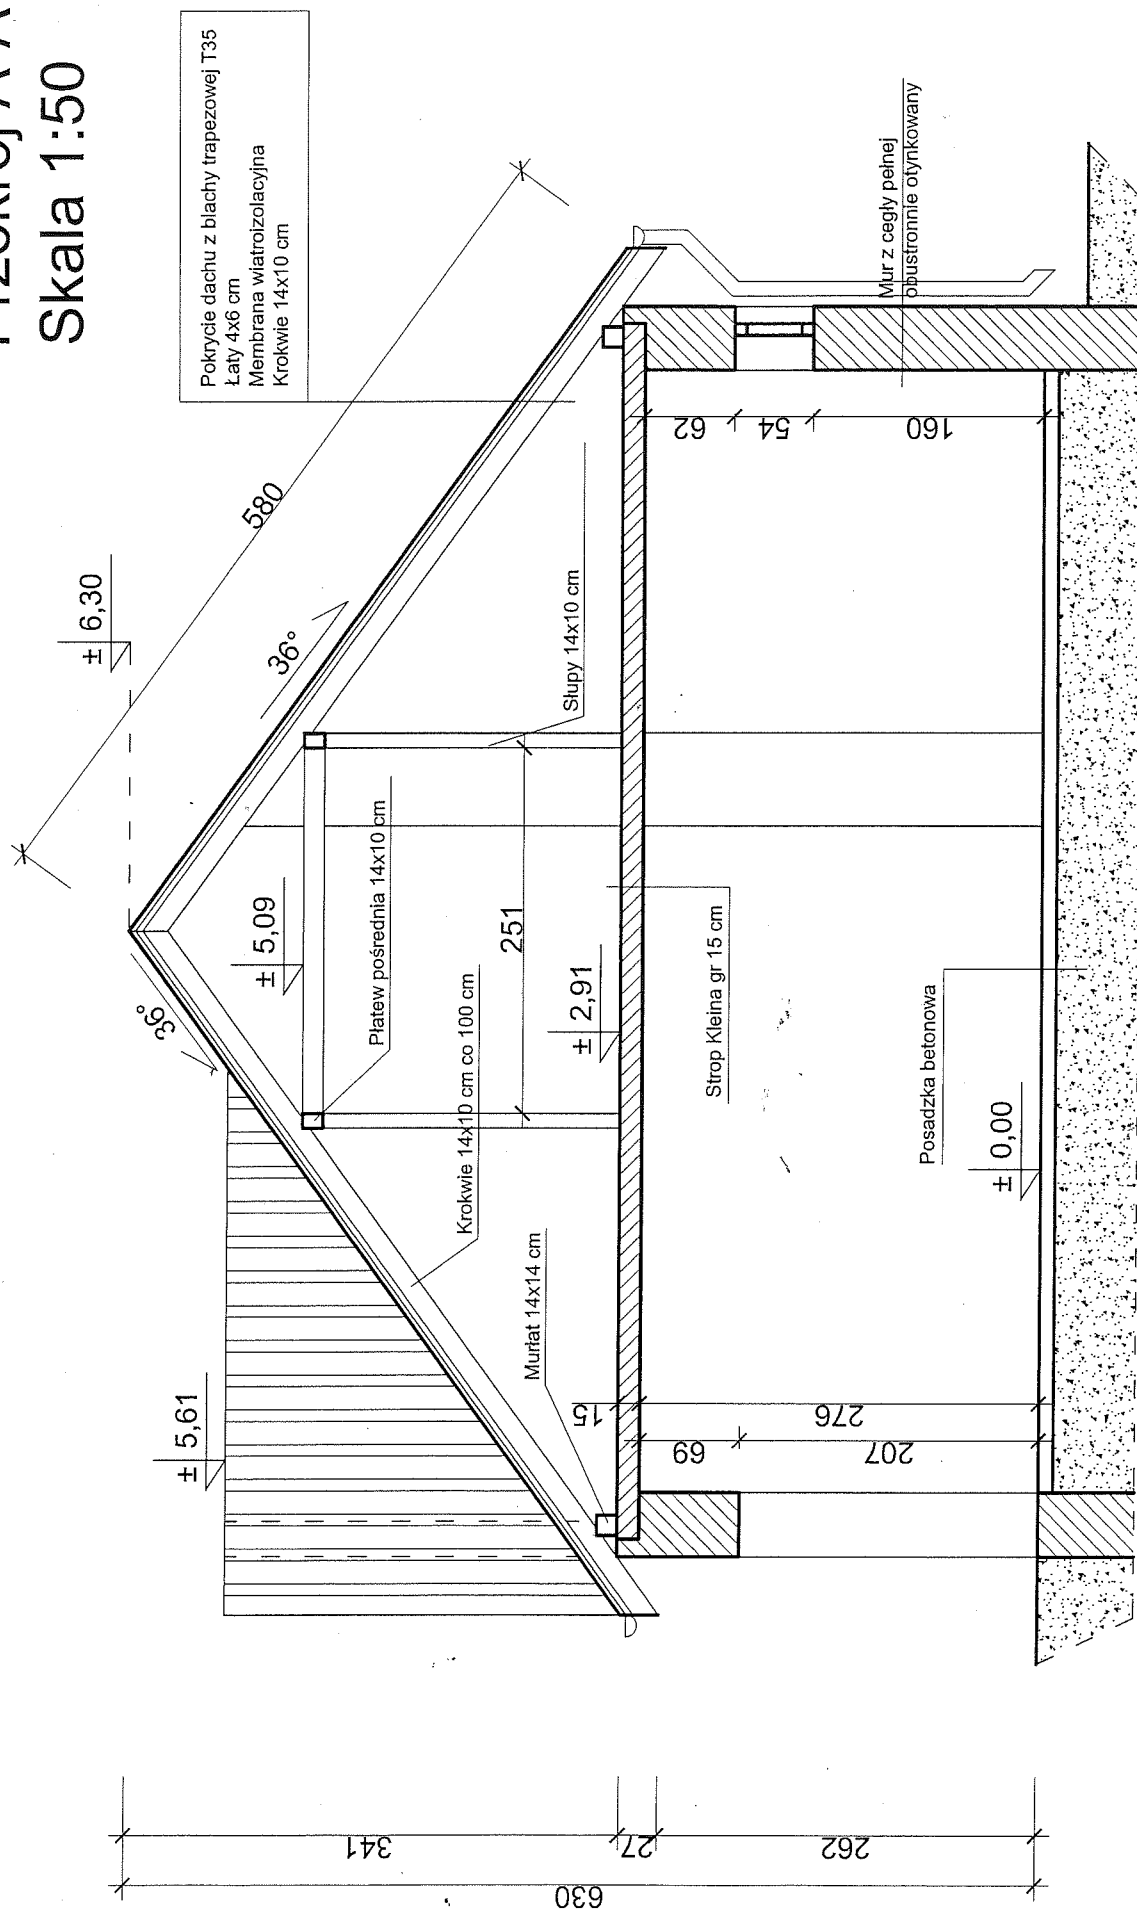 Skala 1:50
Pokrycie dachu z blachy trapezowej T35
Łaty 4x6 cm
Membrana wiatroizolacyjna
Krokwie 14x10 cm
± 6,30
580
36°
36°
± 5,61
± 5,09
Płatew pośrednia 14x10 cm
Słupy 14x10 cm
251
Krokwie 14x10 cm co 100 cm
Murłat 14x14 cm
± 2,91
Strop Kleina gr 15 cm
Mur z cegły pełnej
obustronnie otynkowany
Posadzka betonowa
± 0,00
62
54
160
15
276
69
207
341
27
262
630